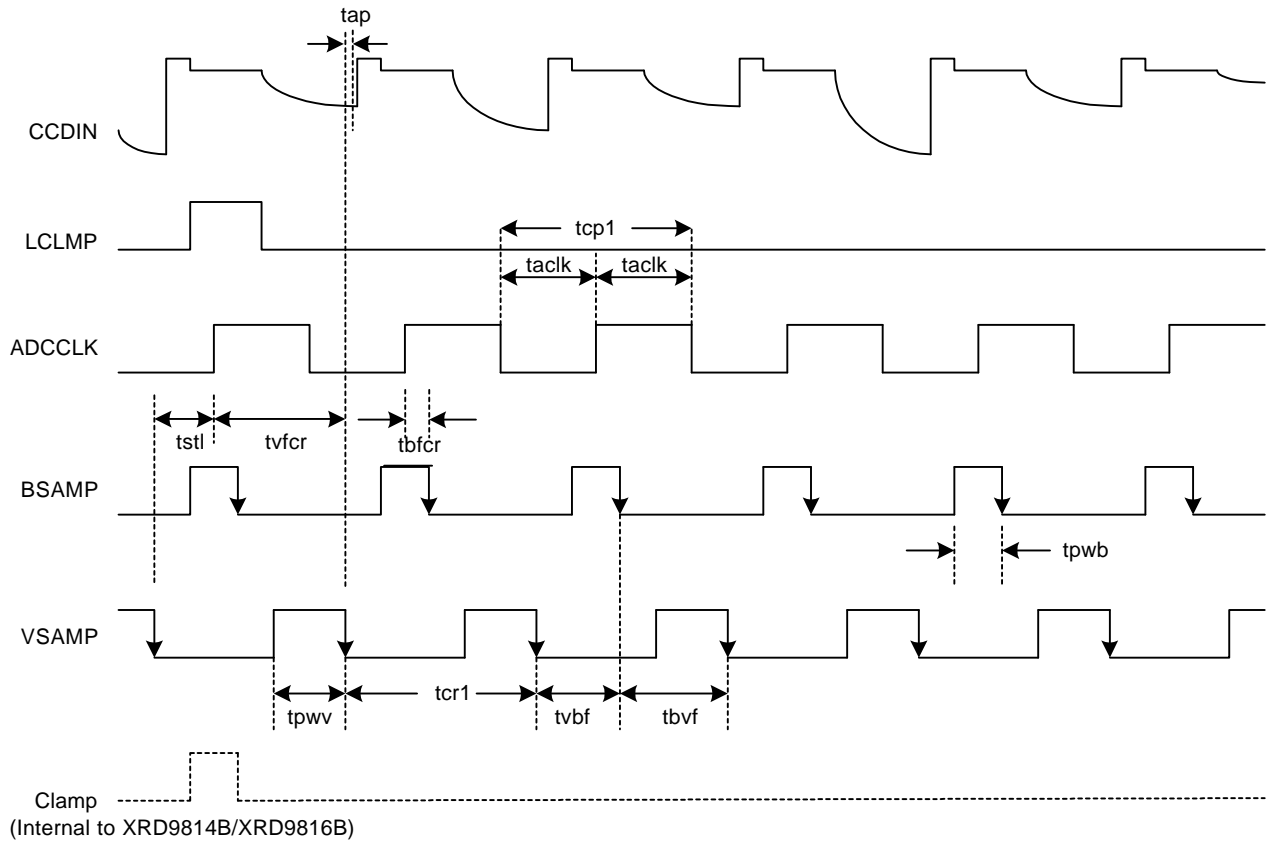 tap
CCDIN
LCLMP
tcp1
taclk taclk
ADCCLK
tstl tvfcr tbfcr
BSAMP
tpwb
VSAMP
tpwv tcr1 tvbf tbvf
Clamp
(Internal to XRD9814B/XRD9816B)